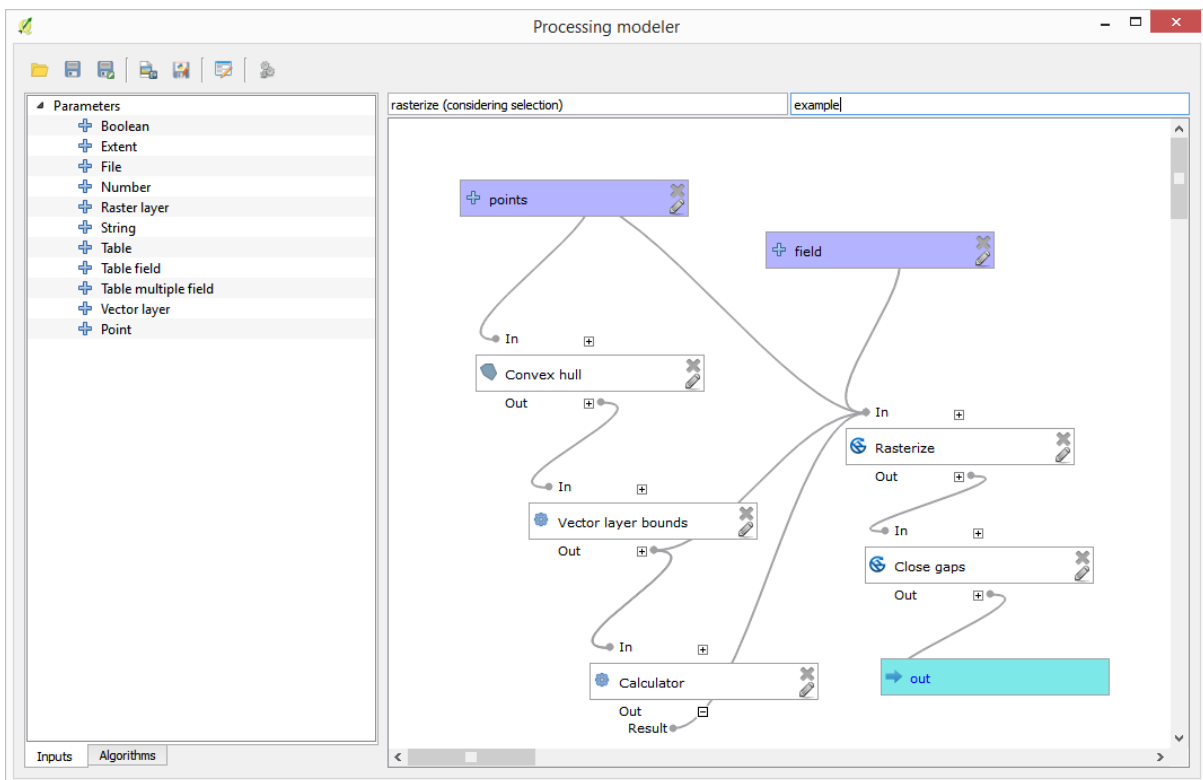 Processing modeler
Parameters
Boolean
Extent
File
Number
Raster layer
String
Table
Table field
Table multiple field
Vector layer
Point
Inputs
Algorithms
rasterize (considering selection)
example
points
field
In
Convex hull
Out
In
Rasterize
Out
In
Vector layer bounds
Out
In
Close gaps
Out
In
Calculator
Out
Result
out